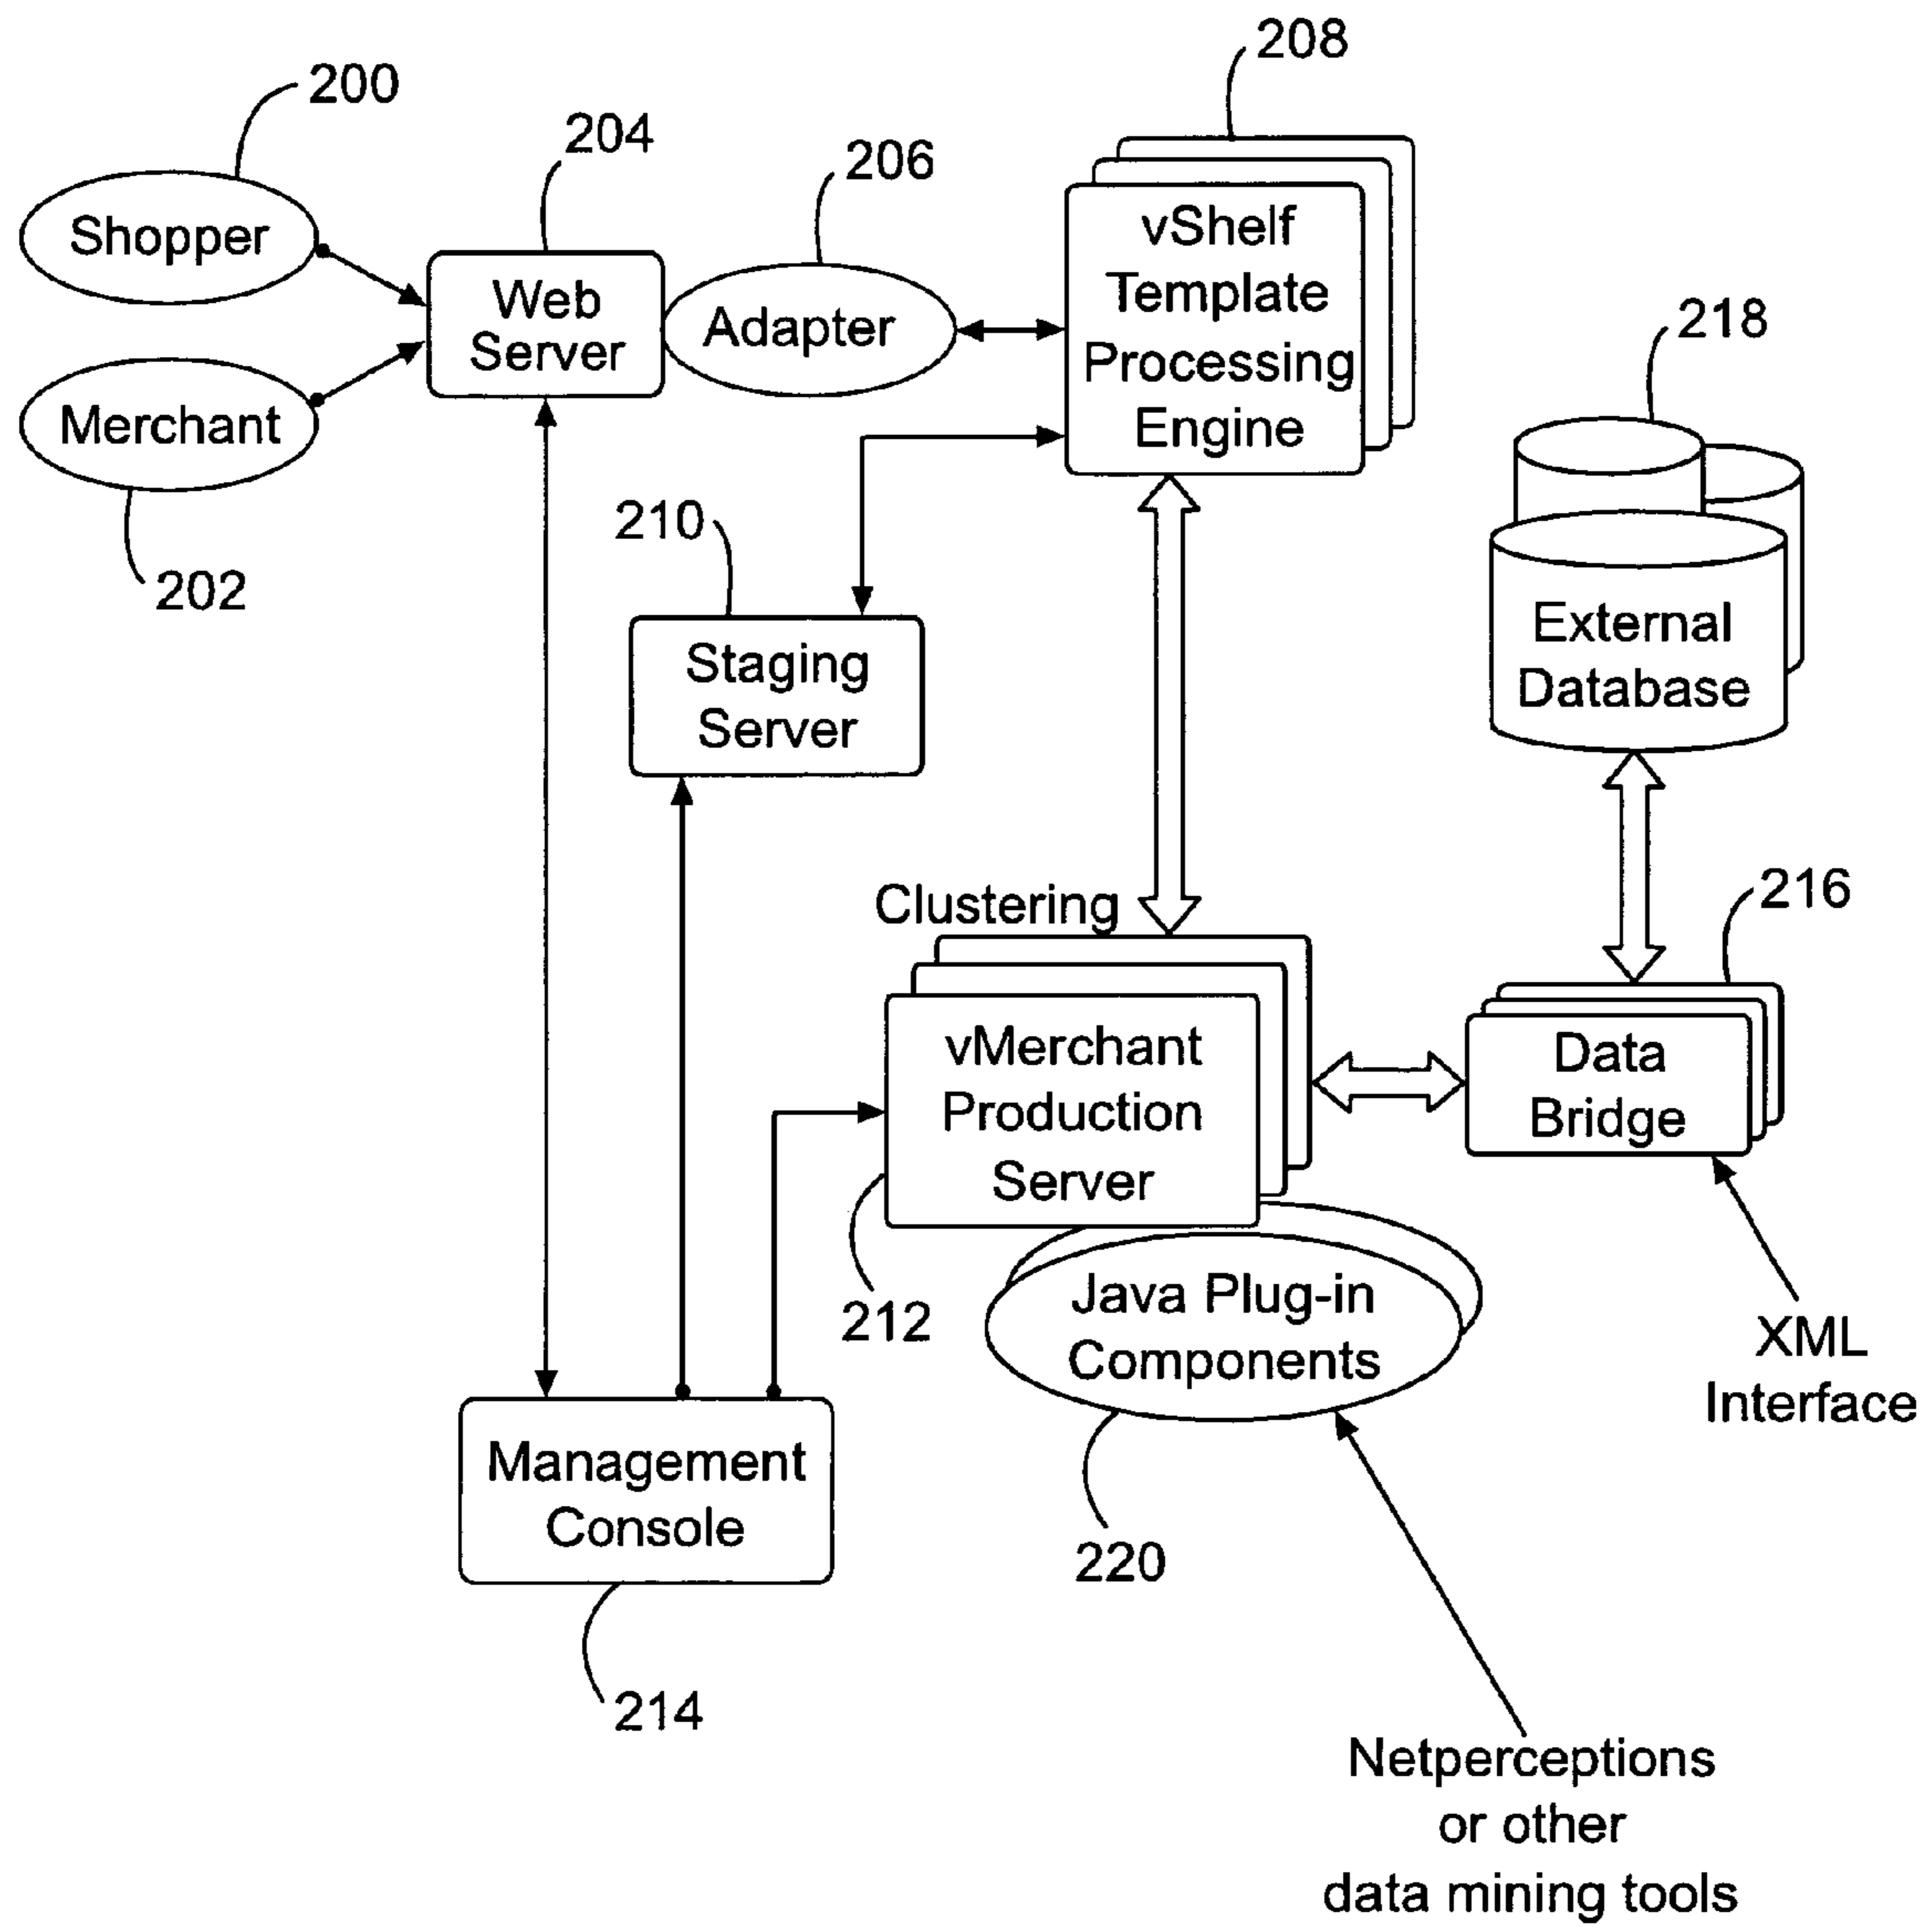 208
200
204
206
Shopper
vShelf
Template
Processing
Engine
Web
Server
Adapter
218
Merchant
202
210
Staging
Server
External
Database
216
Clustering
vMerchant
Production
Server
Data
Bridge
212
Java Plug-in
Components
XML
Interface
Management
Console
220
214
Netperceptions
or other
data mining tools